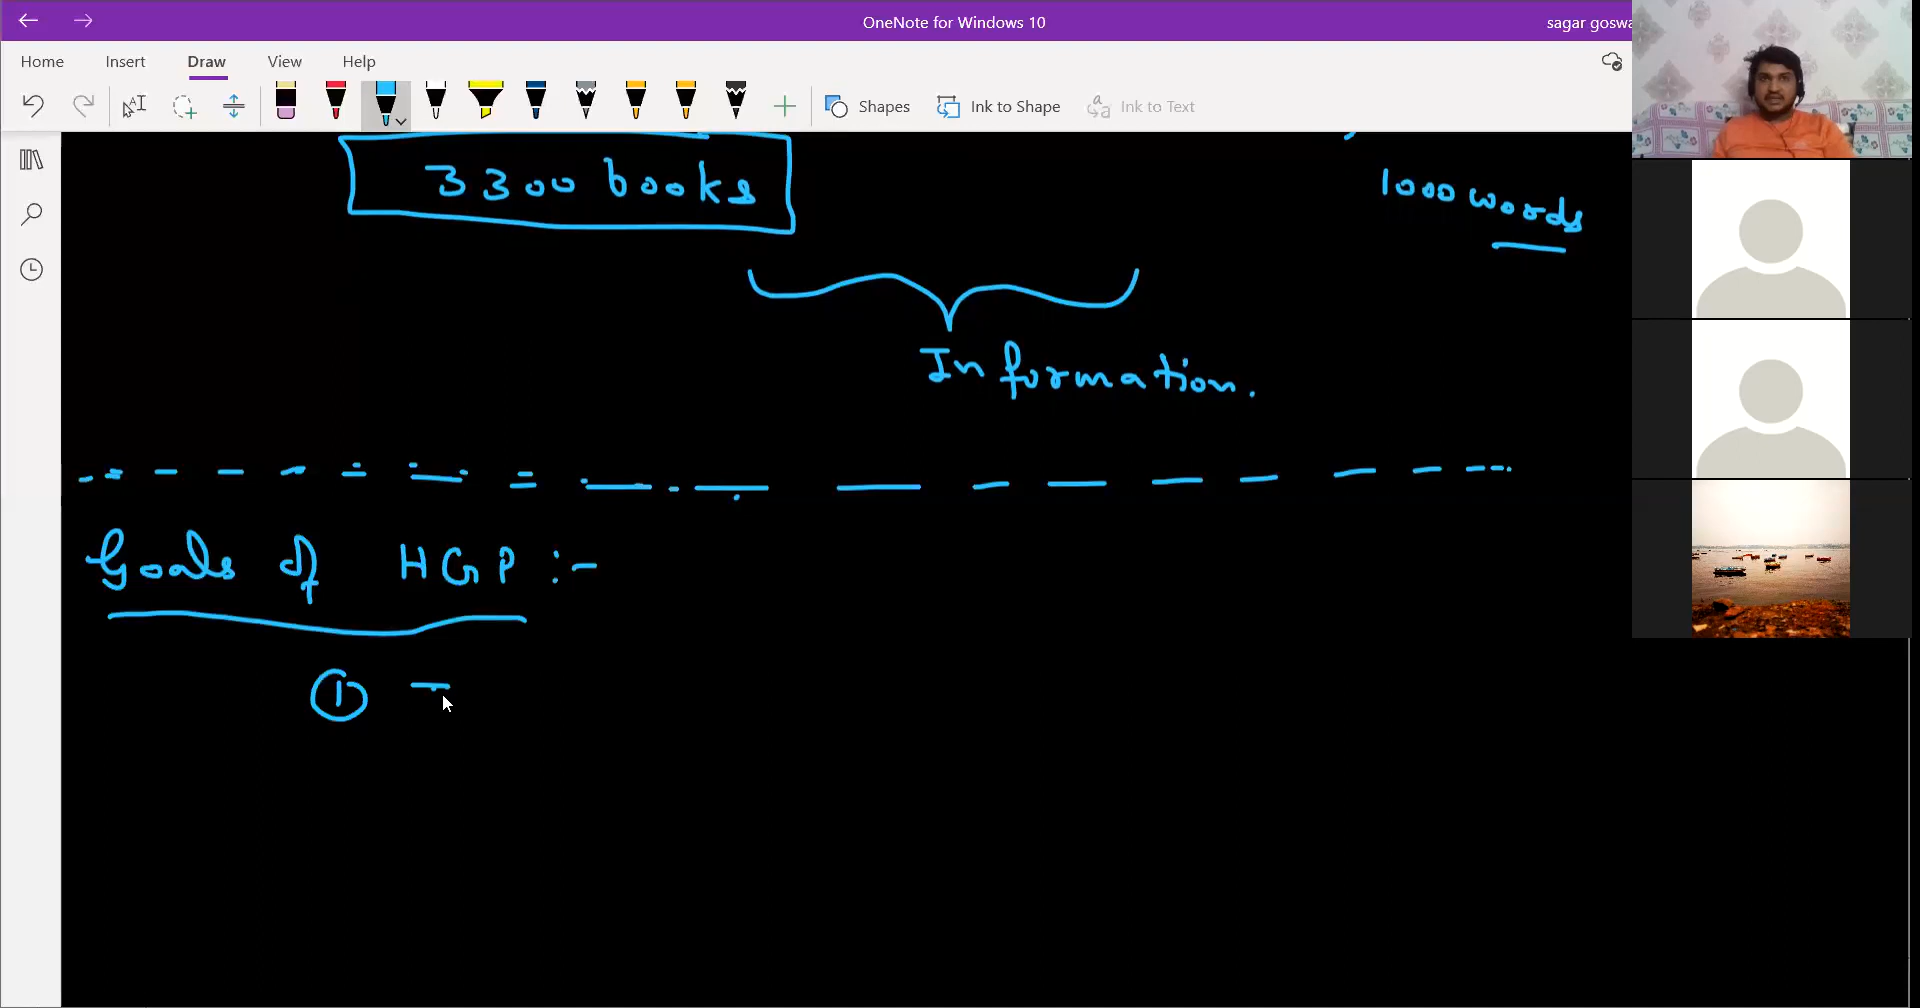 OneNote for Windows 10
sagar goswa
Home Insert Draw View Help
Shapes Ink to Shape Ink to Text
3300 books
1000 words
Information.
Goals of HGP :-
①